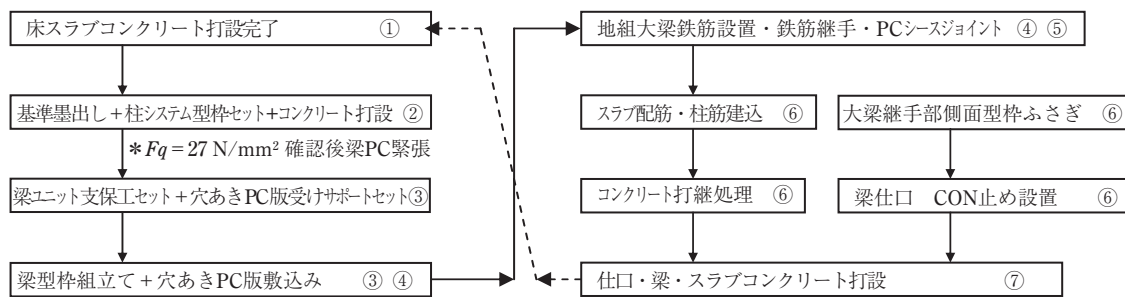 床スラブコンクリート打設完了 ①
基準墨出し+柱システム型枠セット+コンクリート打設 ②
＊Fq = 27 N/mm² 確認後梁PC緊張
梁ユニット支保工セット+穴あきPC版受けサポートセット③
梁型枠組立て+穴あきPC版敷込み ③ ④
地組大梁鉄筋設置・鉄筋継手・PCシースジョイント ④ ⑤
スラブ配筋・柱筋建込 ⑥
大梁継手部側面型枠ふさぎ ⑥
コンクリート打継処理 ⑥
梁仕口 CON止め設置 ⑥
仕口・梁・スラブコンクリート打設 ⑦